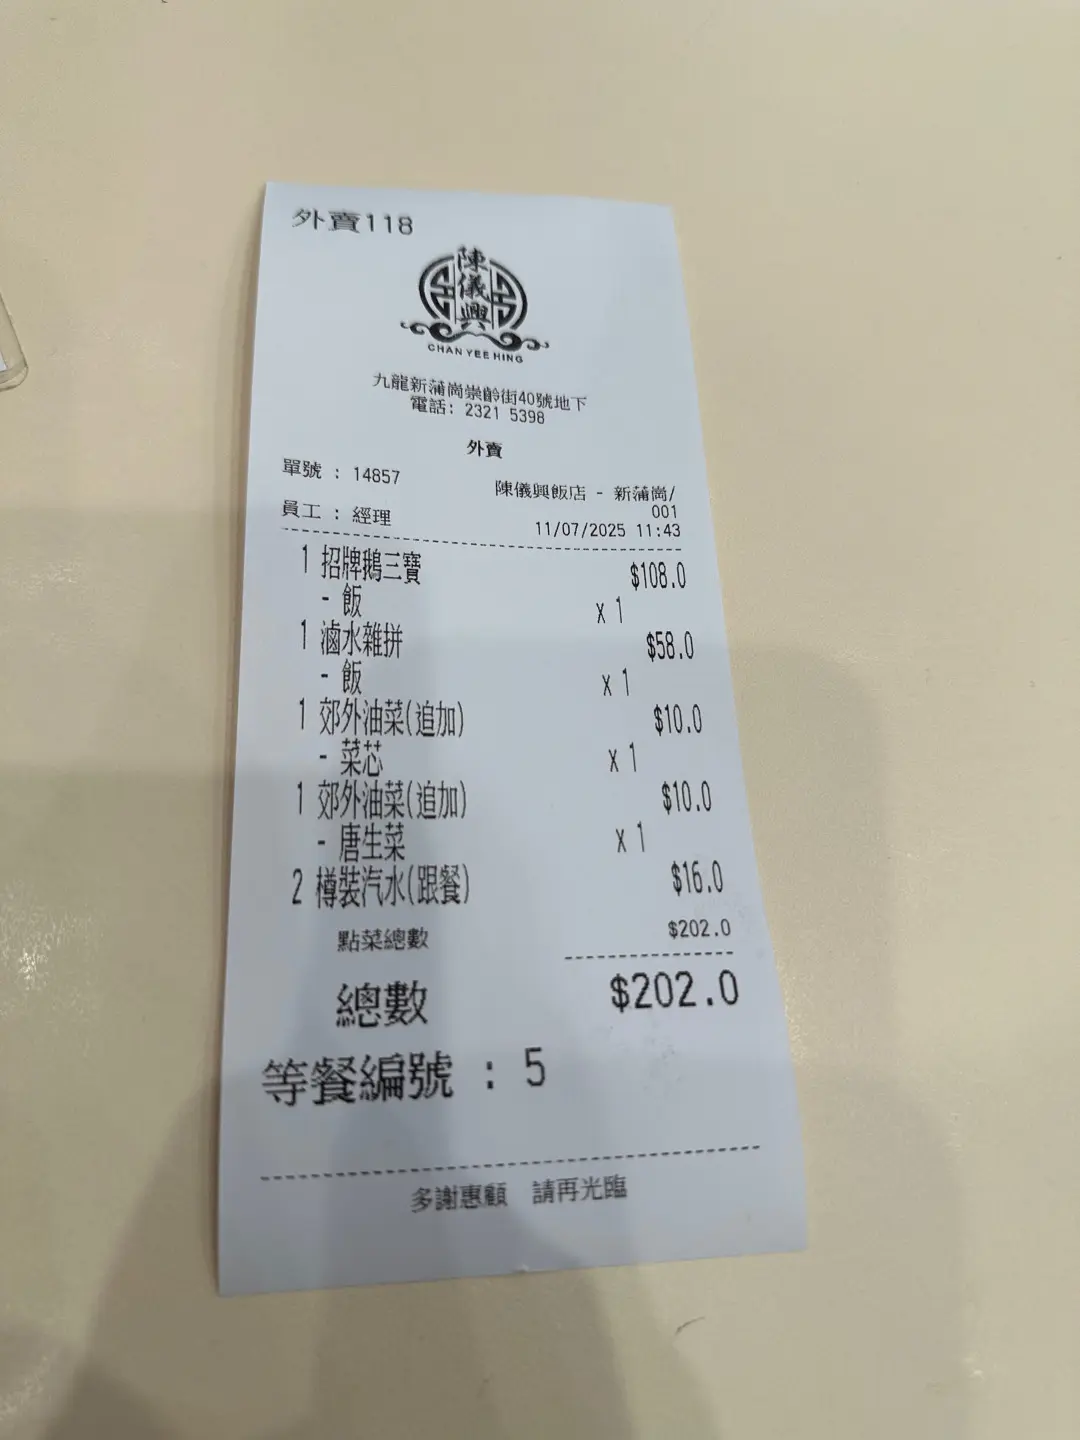 外賣118
陳儀興
CHAN YEE HING
九龍新蒲崗崇齡街40號地下
電話: 2321 5398
外賣
單號 : 14857
陳儀興飯店 - 新蒲崗/
001
員工 : 經理
11/07/2025 11:43
1 招牌鵝三寶 $108.0
- 飯 x 1
1 滷水雜拼 $58.0
- 飯 x 1
1 郊外油菜(追加) $10.0
- 菜芯 x 1
1 郊外油菜(追加) $10.0
- 唐生菜 x 1
2 樽裝汽水(跟餐) $16.0
點菜總數 $202.0
總數 $202.0
等餐編號 : 5
多謝惠顧 請再光臨